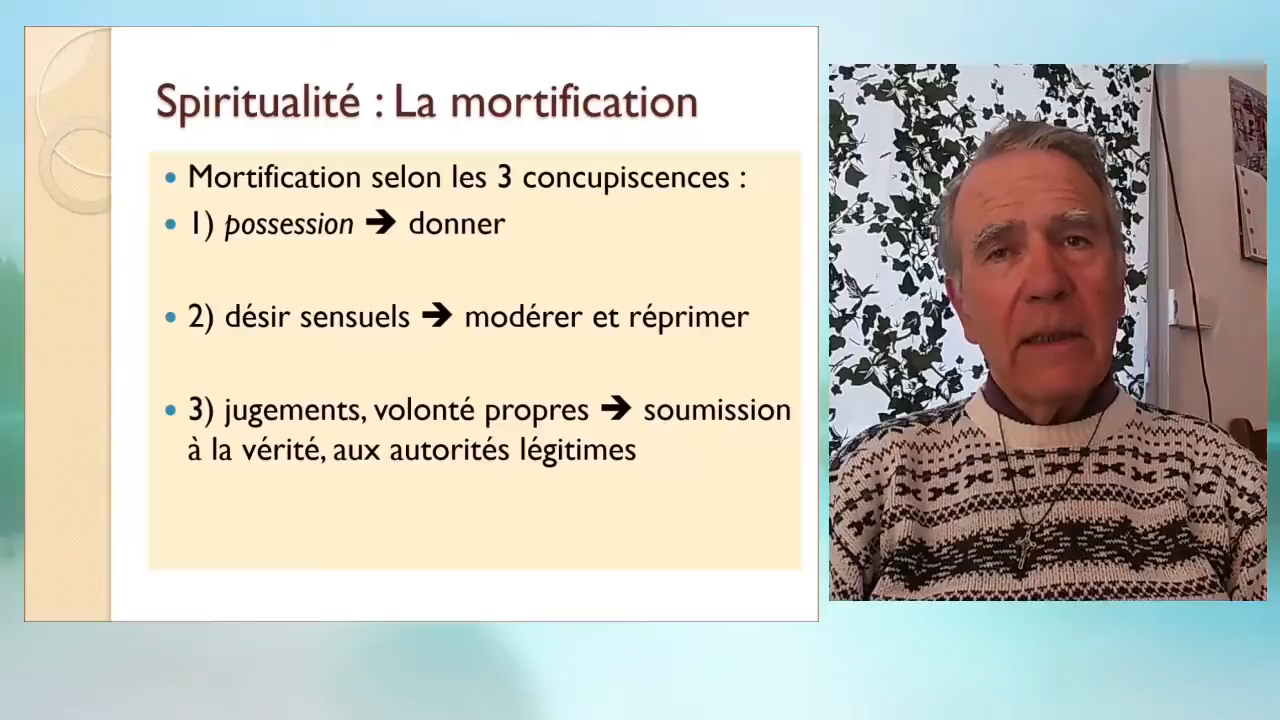 Spiritualité : La mortification
Mortification selon les 3 concupiscences :
1) possession ➔ donner
2) désir sensuels ➔ modérer et réprimer
3) jugements, volonté propres ➔ soumission
à la vérité, aux autorités légitimes